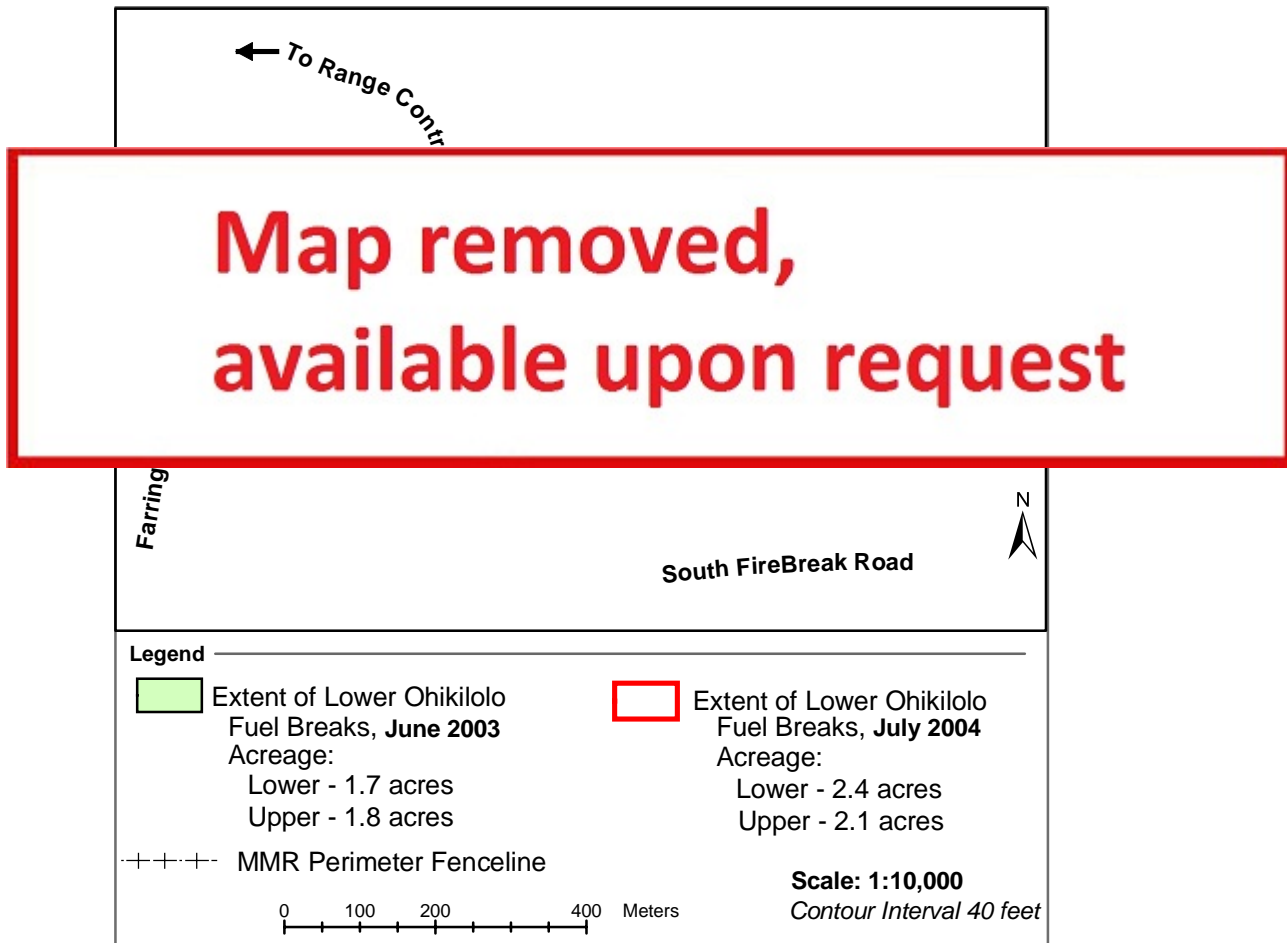 To Range Contr
Map removed,
available upon request
Farring
N
South FireBreak Road
Legend
Extent of Lower Ohikilolo
Fuel Breaks, June 2003
Acreage:
Lower - 1.7 acres
Upper - 1.8 acres
Extent of Lower Ohikilolo
Fuel Breaks, July 2004
Acreage:
Lower - 2.4 acres
Upper - 2.1 acres
MMR Perimeter Fenceline
0 100 200 400 Meters
Scale: 1:10,000
Contour Interval 40 feet